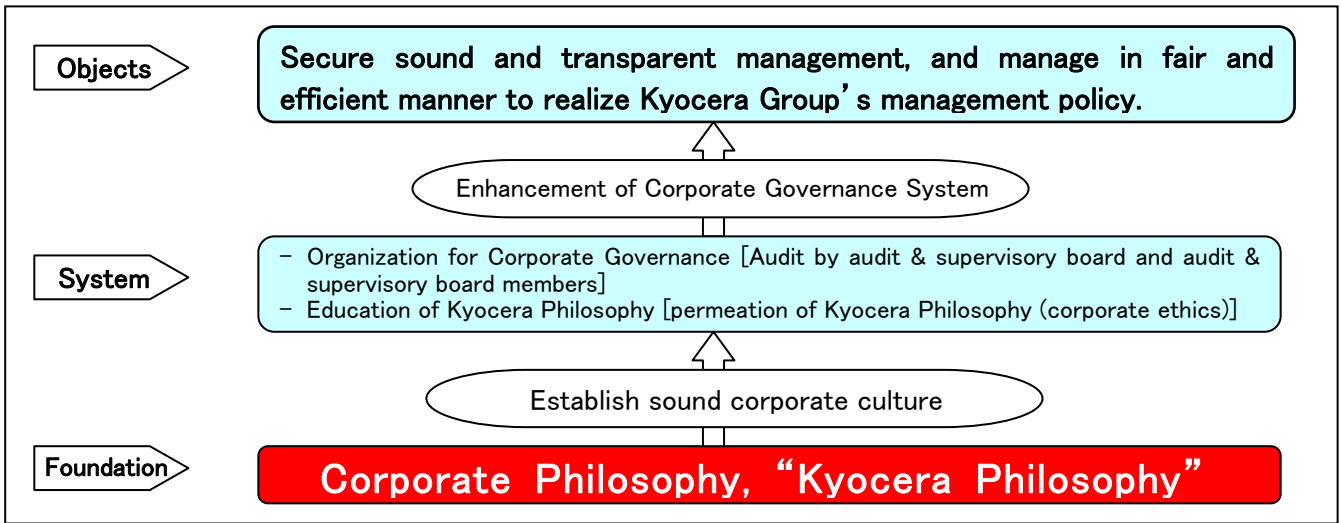 Objects
Secure sound and transparent management, and manage in fair and
efficient manner to realize Kyocera Group's management policy.
Enhancement of Corporate Governance System
System
- Organization for Corporate Governance [Audit by audit & supervisory board and audit &
supervisory board members]
- Education of Kyocera Philosophy [permeation of Kyocera Philosophy (corporate ethics)]
Establish sound corporate culture
Foundation
Corporate Philosophy, “Kyocera Philosophy”